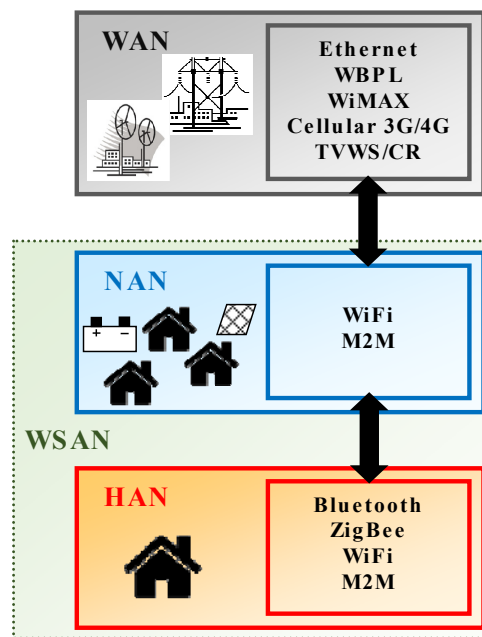 WAN
Ethernet
WBPL
WiMAX
Cellular 3G/4G
TVWS/CR
NAN
+ −
WiFi
M2M
WSAN
HAN
Bluetooth
ZigBee
WiFi
M2M